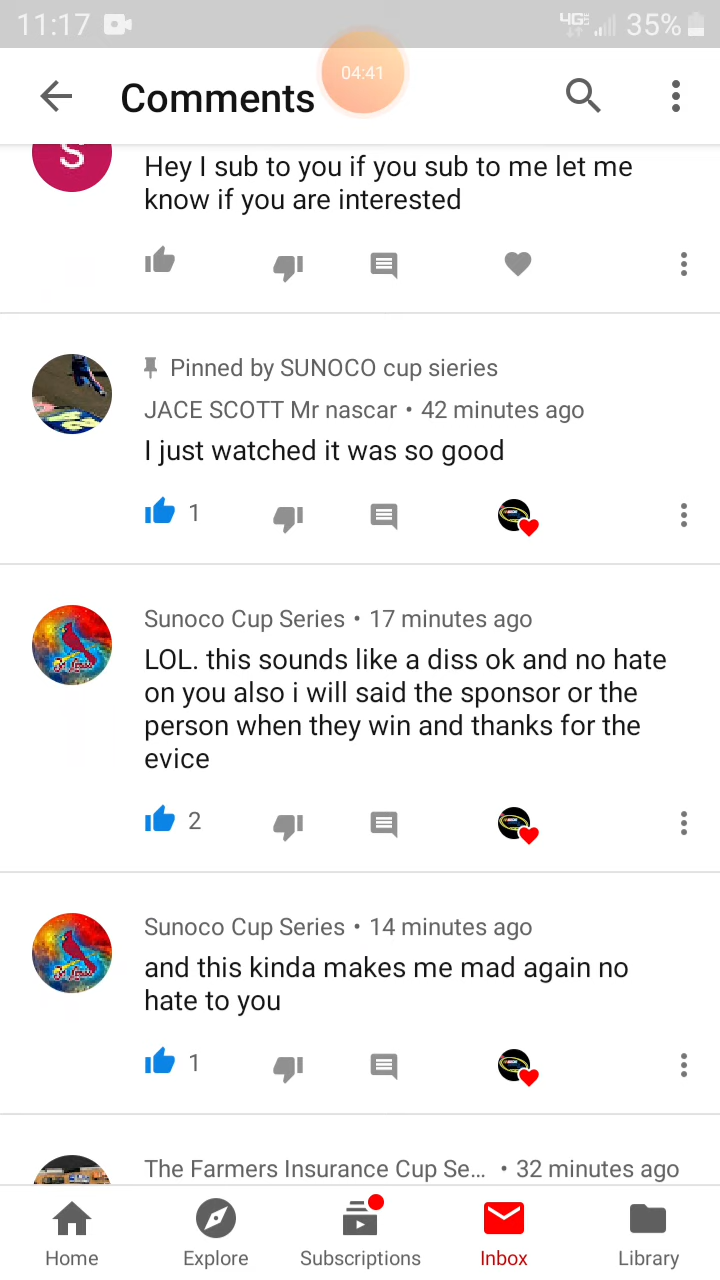 11:17
4G
35%
04:41
Comments
S
Hey I sub to you if you sub to me let me
know if you are interested
Pinned by SUNOCO cup sieries
JACE SCOTT Mr nascar • 42 minutes ago
I just watched it was so good
1
Sunoco Cup Series • 17 minutes ago
LOL. this sounds like a diss ok and no hate
on you also i will said the sponsor or the
person when they win and thanks for the
evice
2
Sunoco Cup Series • 14 minutes ago
and this kinda makes me mad again no
hate to you
1
The Farmers Insurance Cup Se... • 32 minutes ago
Home
Explore
Subscriptions
Inbox
Library